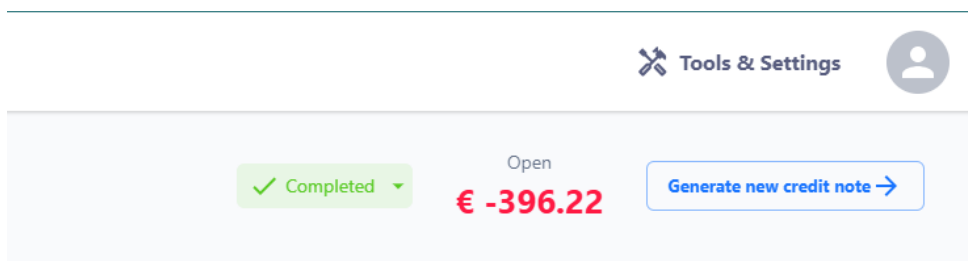 Tools & Settings
Completed
Open
€ -396.22
Generate new credit note